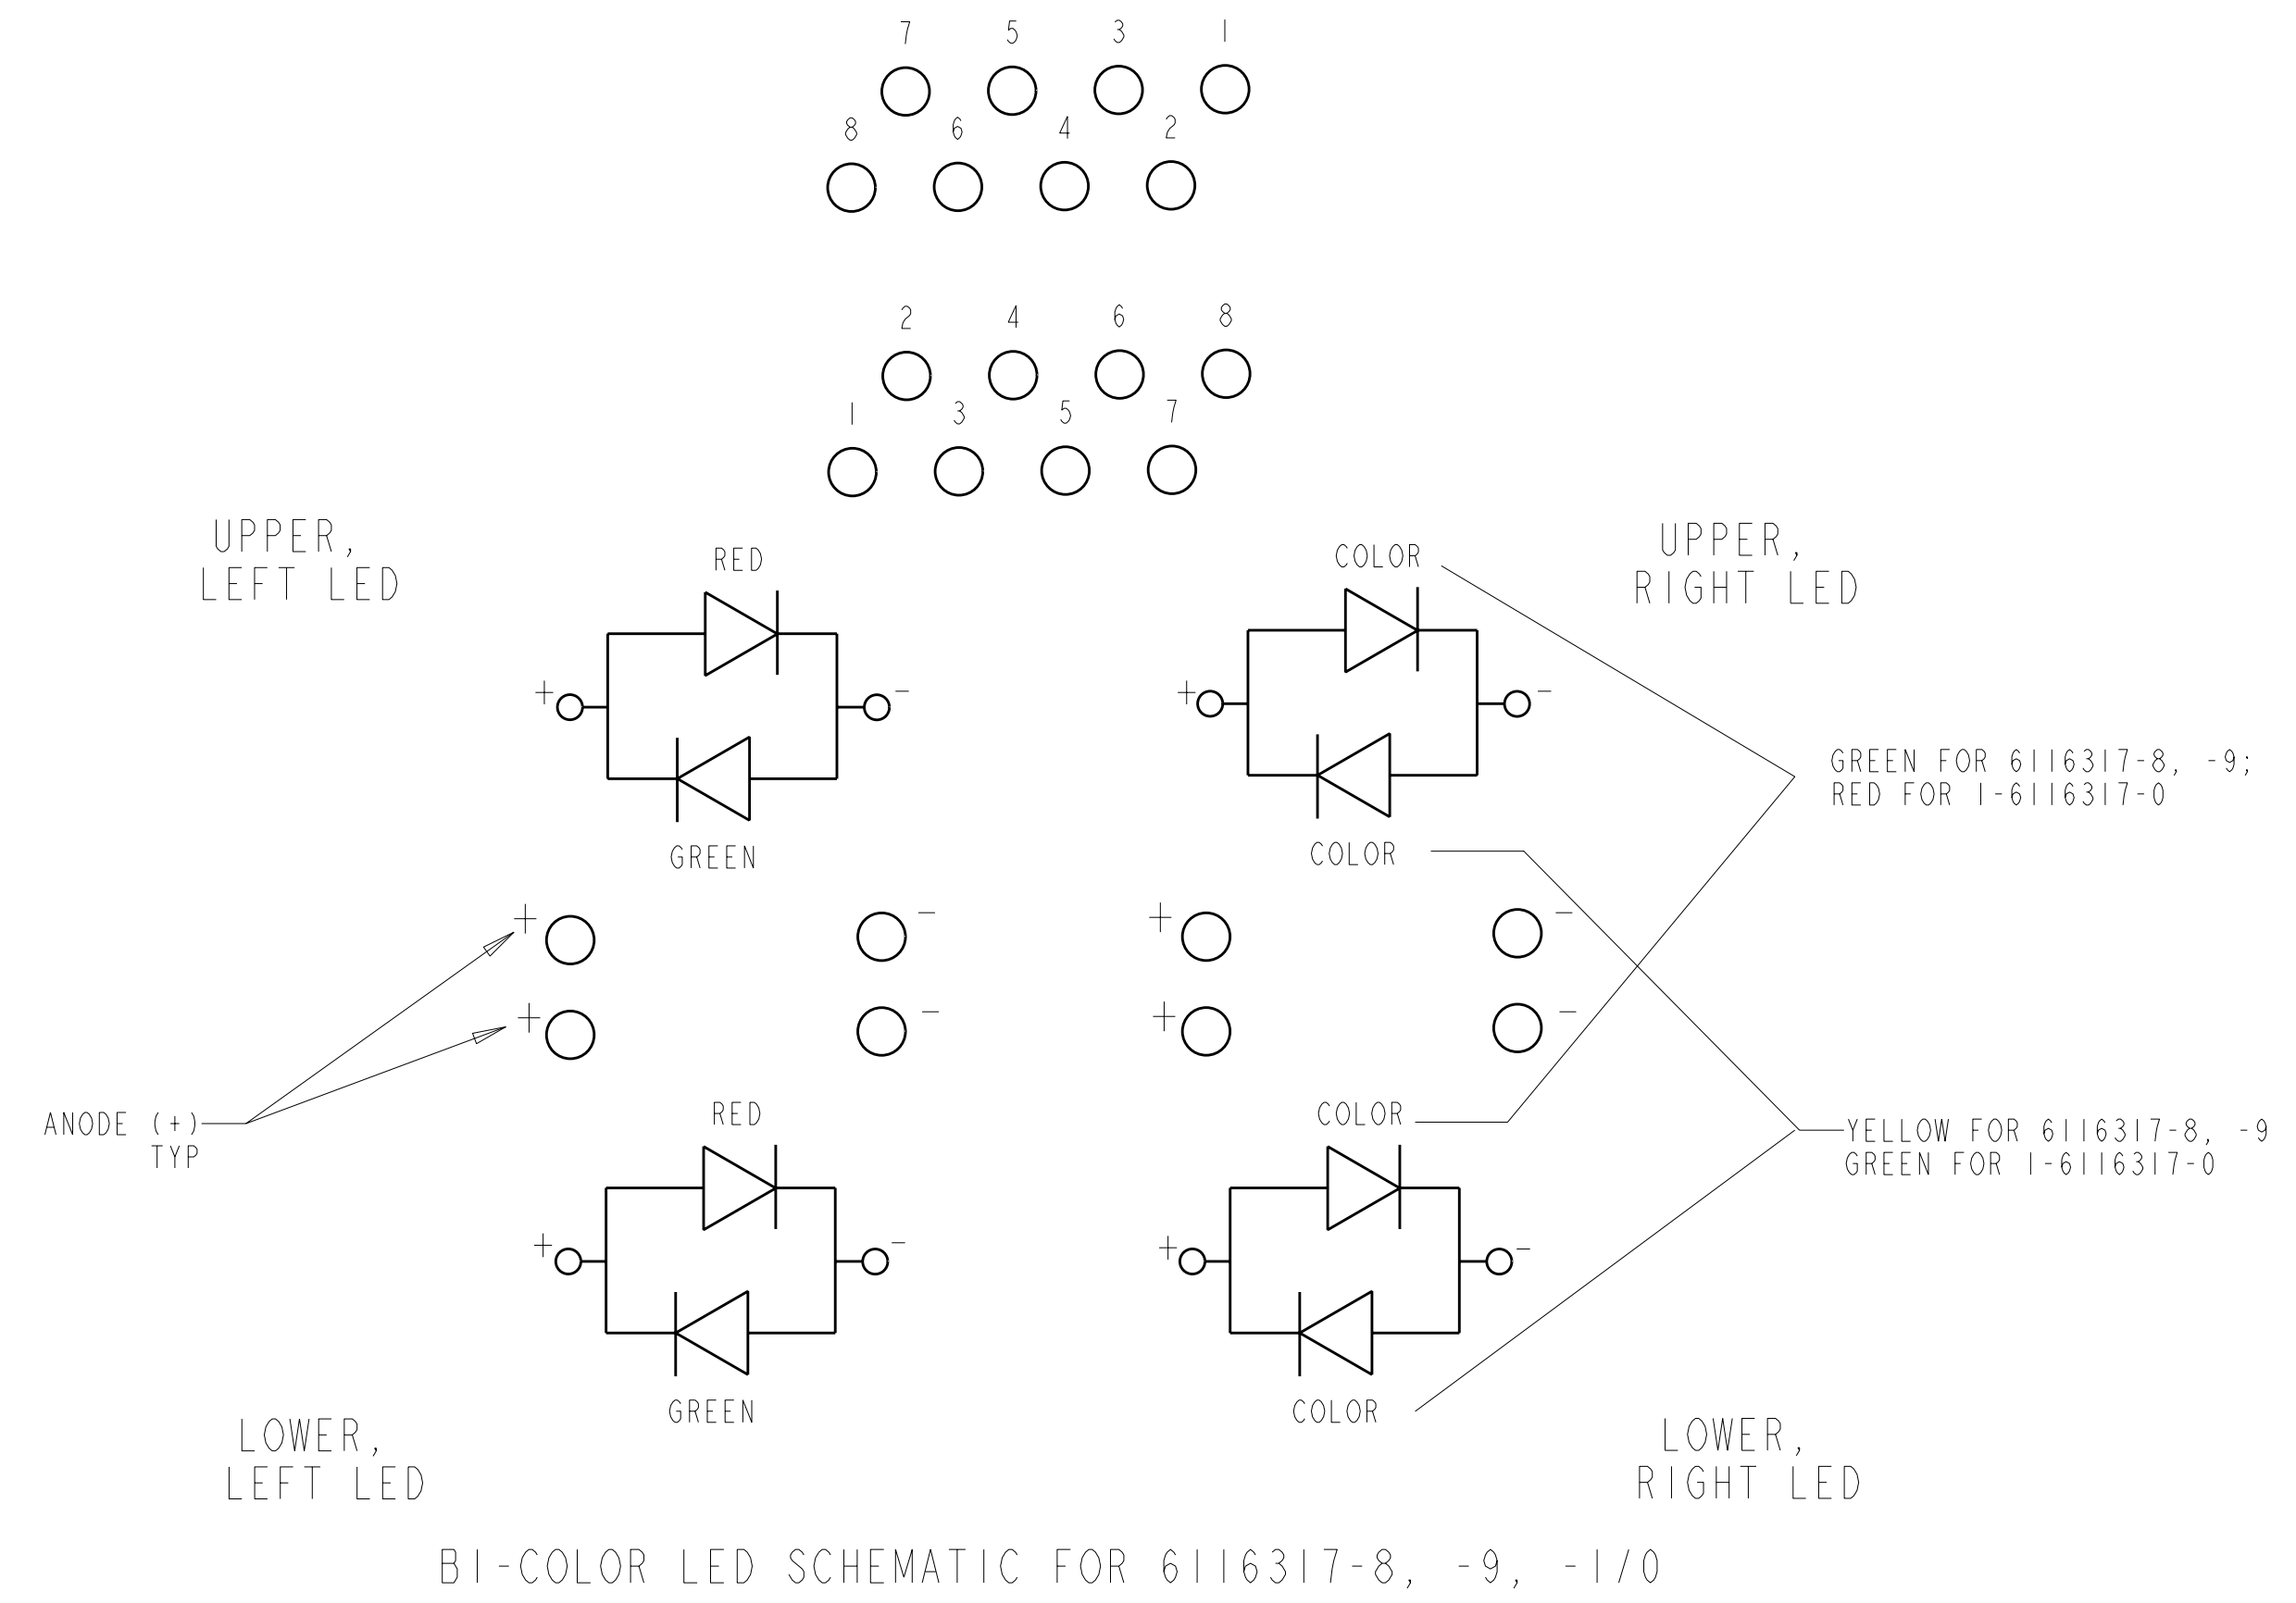 7 5 3 1
8 6 4 2
2 4 6 8
1 3 5 7
UPPER,
LEFT LED
RED
COLOR
UPPER,
RIGHT LED
+ -
+ -
GREEN FOR 6116317-8, -9;
RED FOR 1-6116317-0
GREEN
COLOR
+ - + -
+ - + -
ANODE (+)
TYP
RED
COLOR
YELLOW FOR 6116317-8, -9
GREEN FOR 1-6116317-0
+ -
+ -
GREEN
COLOR
LOWER,
LEFT LED
LOWER,
RIGHT LED
BI-COLOR LED SCHEMATIC FOR 6116317-8, -9, -1/0